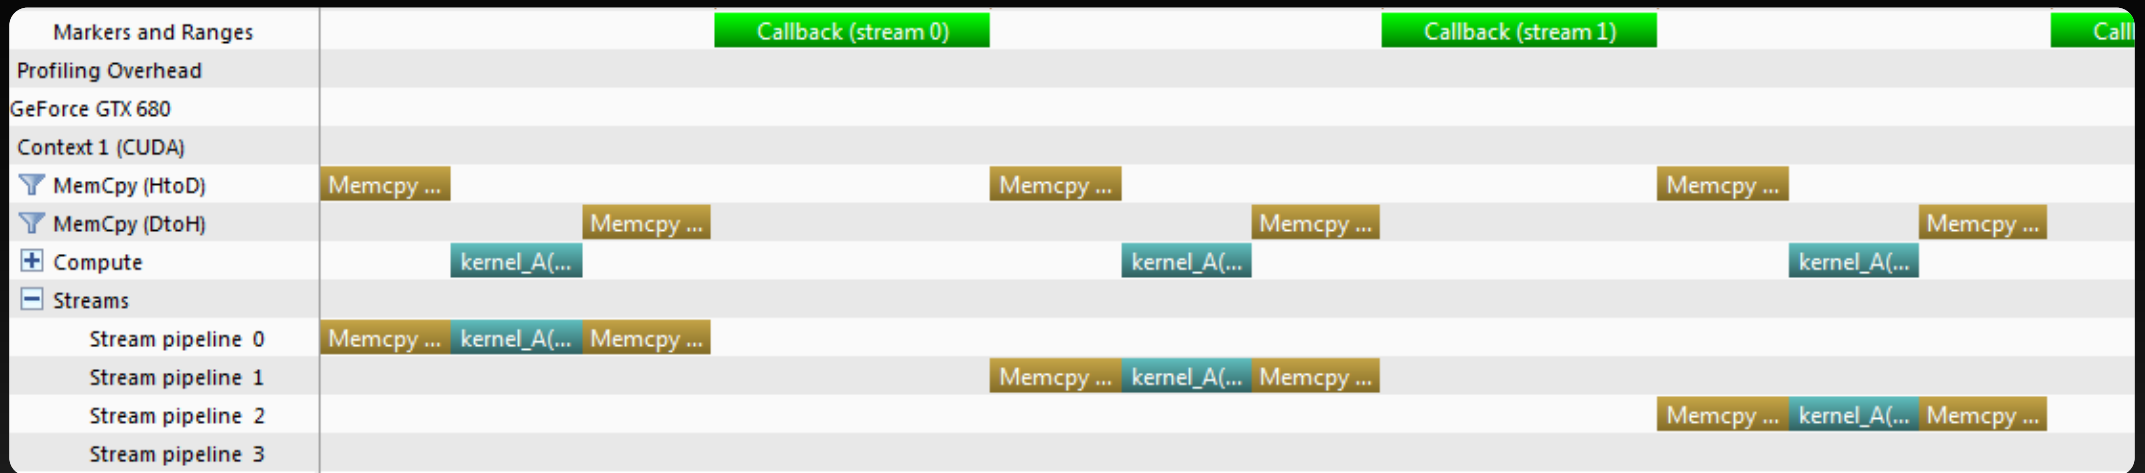 Markers and Ranges Callback (stream 0) Callback (stream 1) Call
Profiling Overhead
GeForce GTX 680
Context 1 (CUDA)
MemCpy (HtoD) Memcpy ... Memcpy ... Memcpy ...
MemCpy (DtoH) Memcpy ... Memcpy ... Memcpy ...
Compute kernel_A(... kernel_A(... kernel_A(...
Streams
Stream pipeline 0 Memcpy ... kernel_A(... Memcpy ...
Stream pipeline 1 Memcpy ... kernel_A(... Memcpy ...
Stream pipeline 2 Memcpy ... kernel_A(... Memcpy ...
Stream pipeline 3